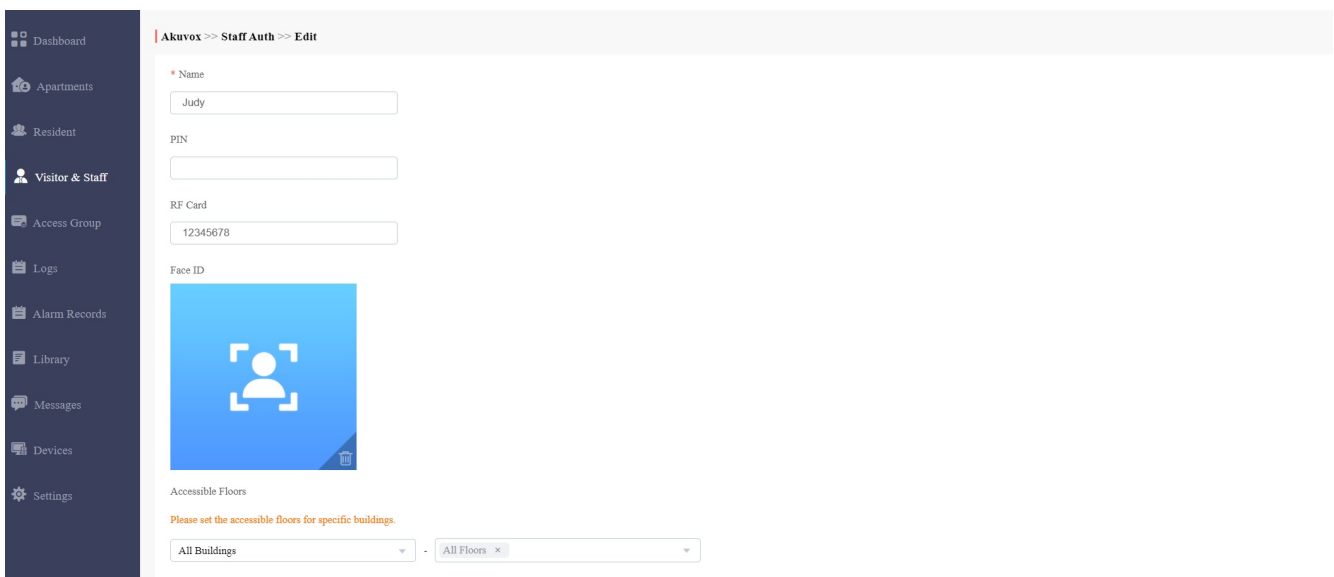 Dashboard
Apartments
Resident
Visitor & Staff
Access Group
Logs
Alarm Records
Library
Messages
Devices
Settings
Akuvox >> Staff Auth >> Edit
* Name
Judy
PIN
RF Card
12345678
Face ID
Accessible Floors
Please set the accessible floors for specific buildings.
All Buildings - All Floors ×